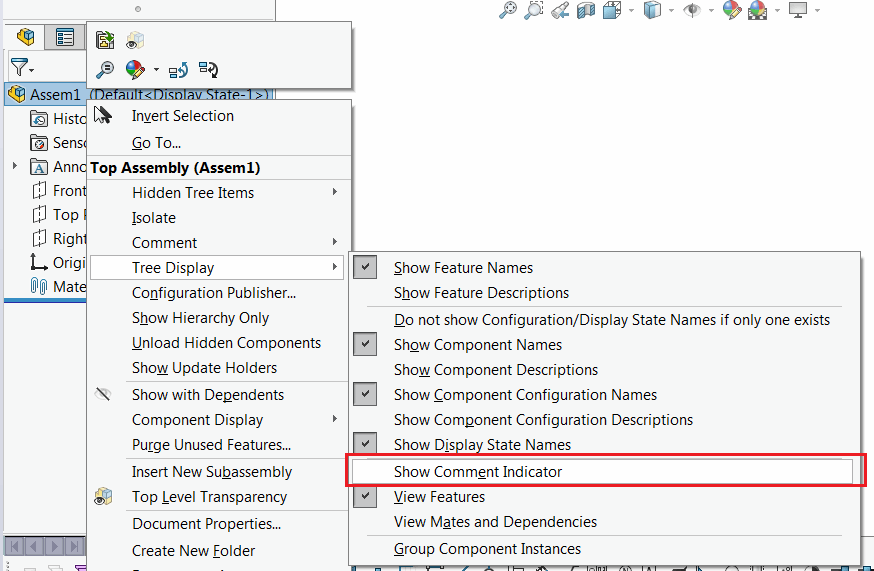 Assem1 (Default<Display State-1>)
Histo
Senso
Anno
Front
Top P
Right
Origi
Mate
Invert Selection
Go To...
Top Assembly (Assem1)
Hidden Tree Items
Isolate
Comment
Tree Display
Configuration Publisher...
Show Hierarchy Only
Unload Hidden Components
Show Update Holders
Show with Dependents
Component Display
Purge Unused Features...
Insert New Subassembly
Top Level Transparency
Document Properties...
Create New Folder
Show Feature Names
Show Feature Descriptions
Do not show Configuration/Display State Names if only one exists
Show Component Names
Show Component Descriptions
Show Component Configuration Names
Show Component Configuration Descriptions
Show Display State Names
Show Comment Indicator
View Features
View Mates and Dependencies
Group Component Instances